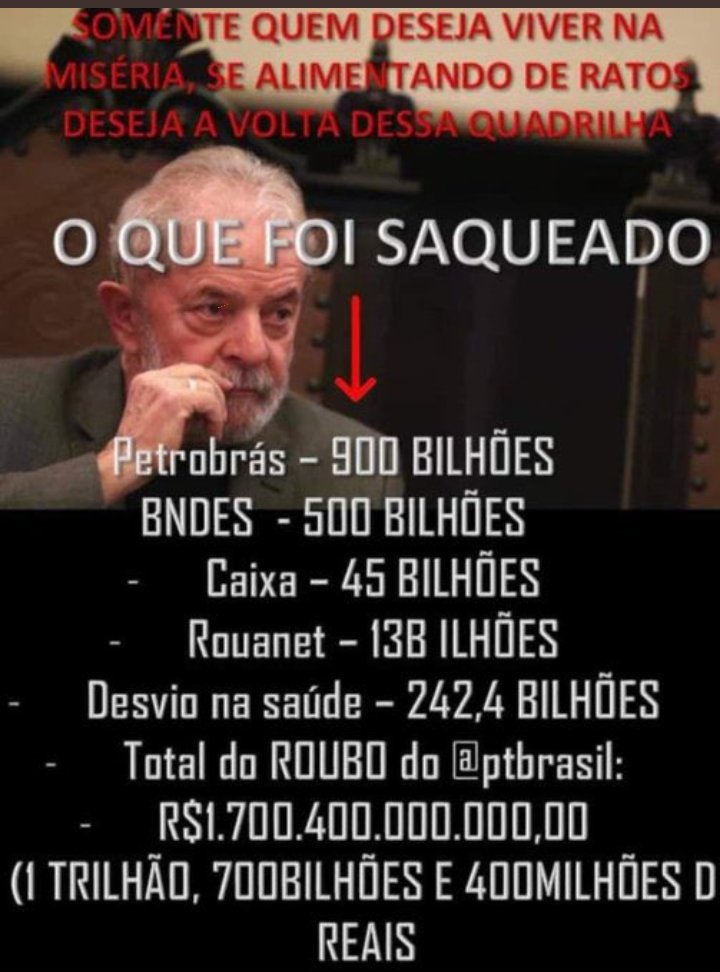 SOMENTE QUEM DESEJA VIVER NA
MISÉRIA, SE ALIMENTANDO DE RATOS
DESEJA A VOLTA DESSA QUADRILHA
O QUE FOI SAQUEADO
Petrobrás – 900 BILHÕES
BNDES - 500 BILHÕES
- Caixa – 45 BILHÕES
- Rouanet – 13B ILHÕES
- Desvio na saúde – 242,4 BILHÕES
- Total do ROUBO do @ptbrasil:
- R$1.700.400.000.000,00
(1 TRILHÃO, 700BILHÕES E 400MILHÕES D
REAIS